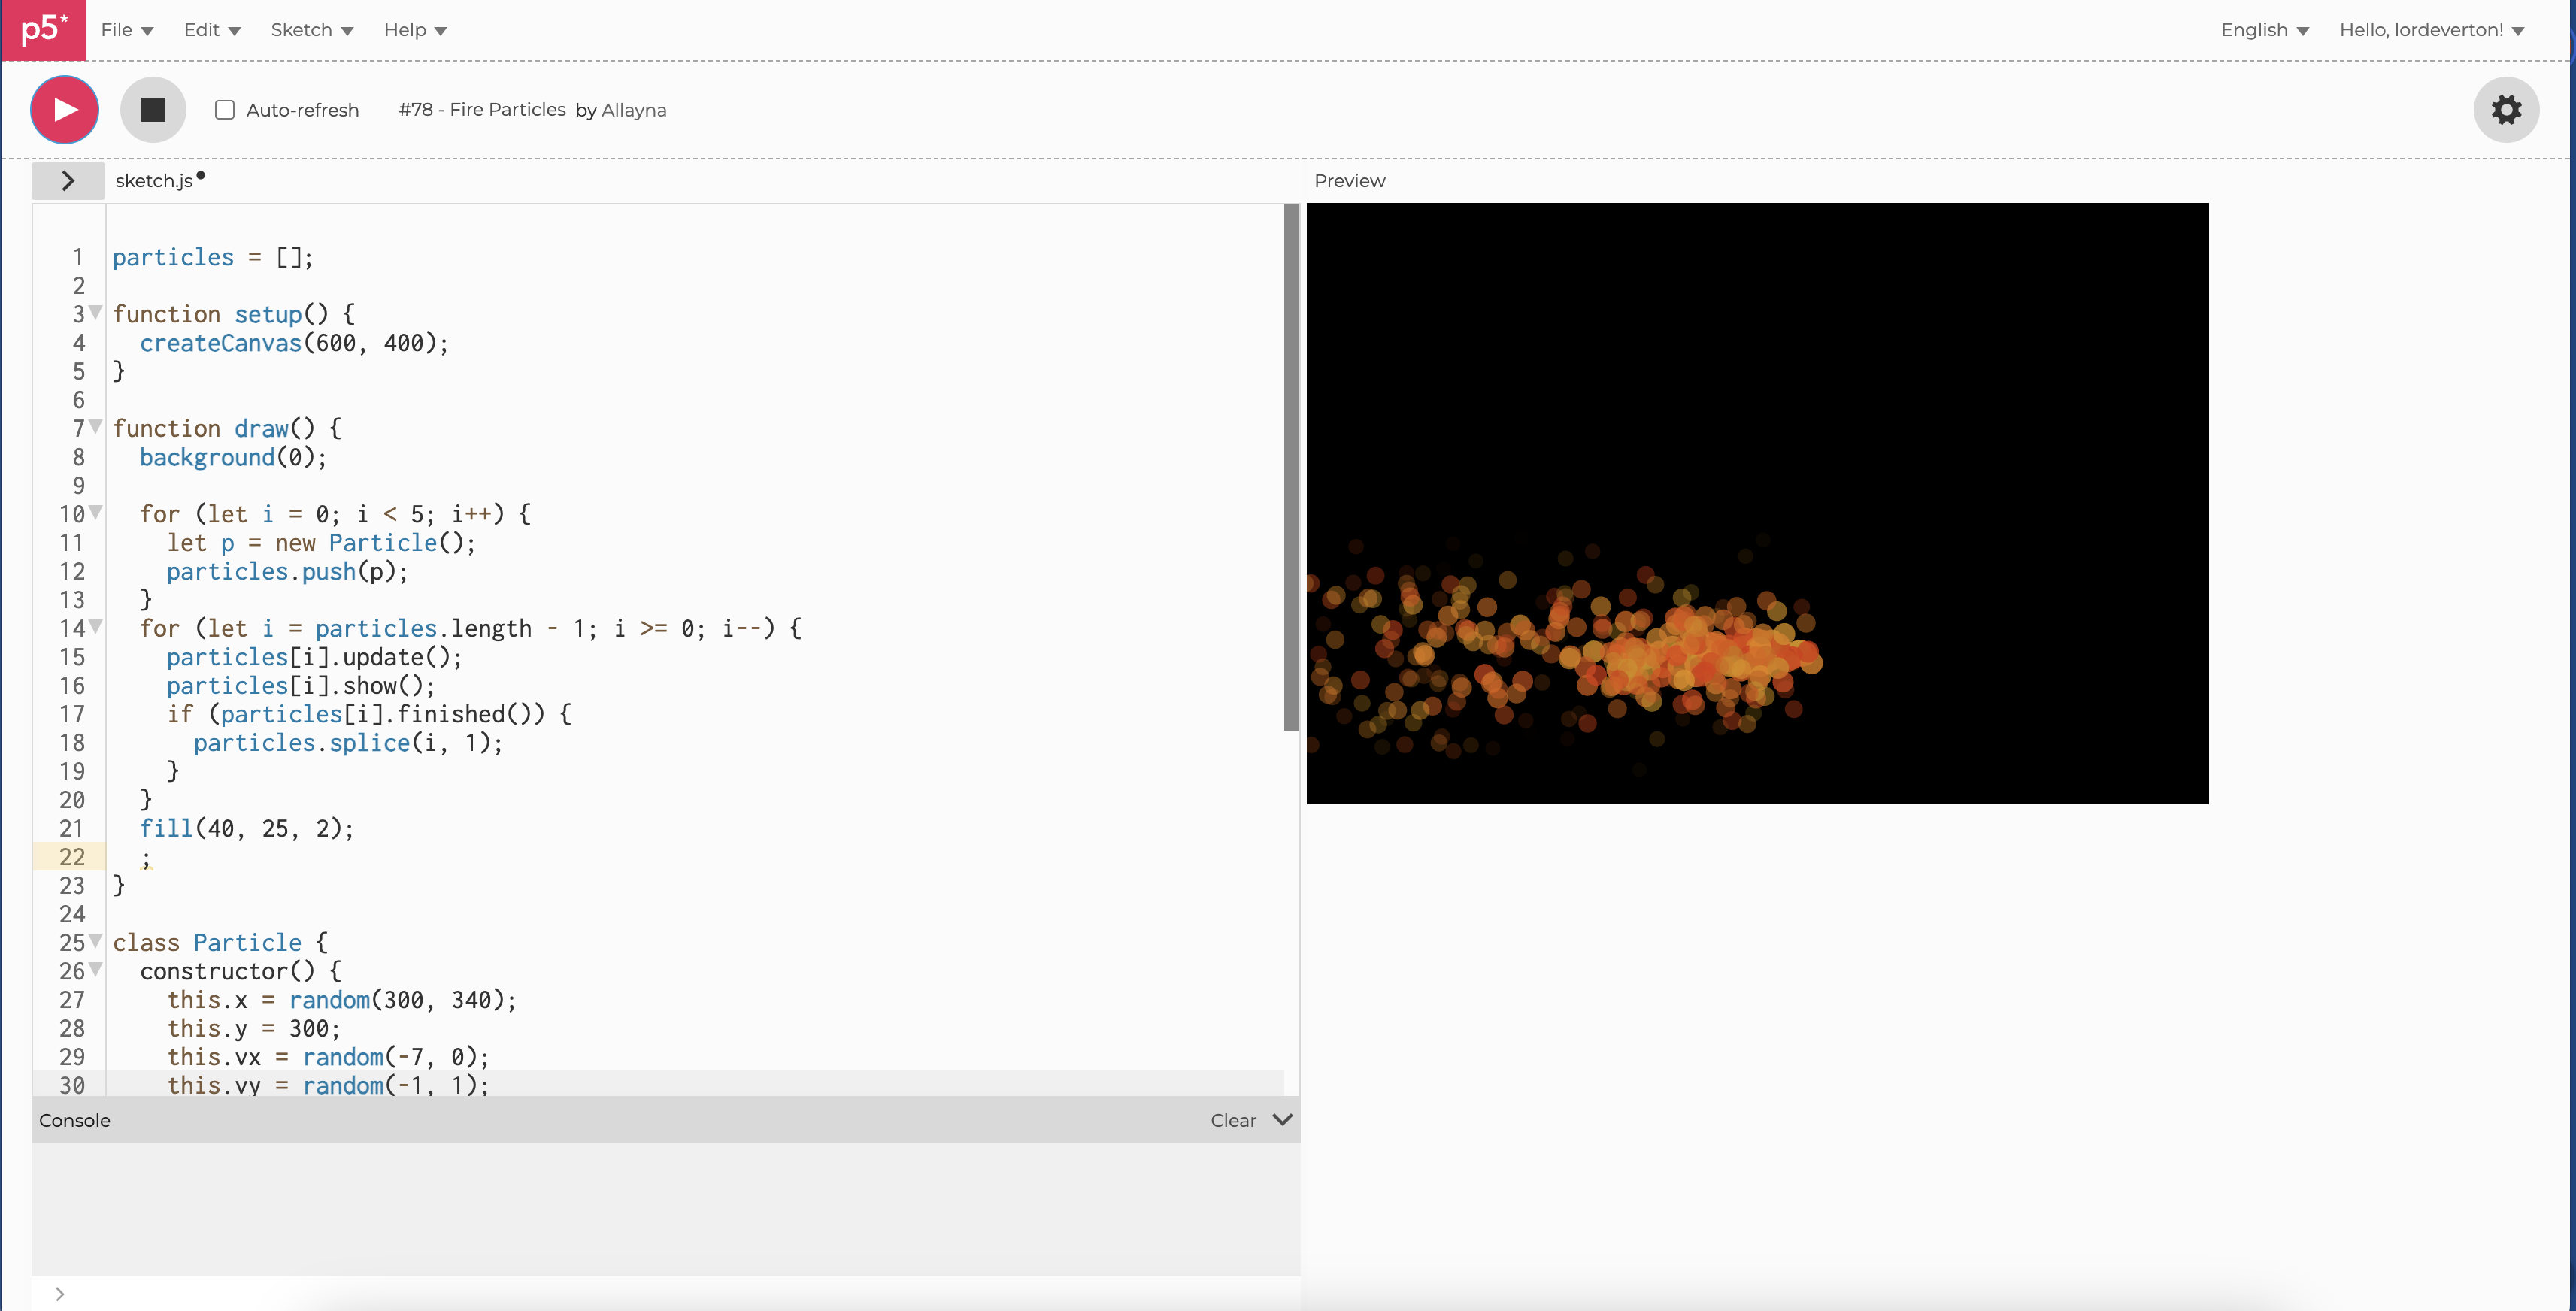 p5*
File Edit Sketch Help English Hello, lordeverton!
Auto-refresh #78 - Fire Particles by Allayna
sketch.js
Preview
1 particles = [];
2
3 function setup() {
4   createCanvas(600, 400);
5 }
6
7 function draw() {
8   background(0);
9
10   for (let i = 0; i < 5; i++) {
11     let p = new Particle();
12     particles.push(p);
13   }
14   for (let i = particles.length - 1; i >= 0; i--) {
15     particles[i].update();
16     particles[i].show();
17     if (particles[i].finished()) {
18       particles.splice(i, 1);
19     }
20   }
21   fill(40, 25, 2);
22   ;
23 }
24
25 class Particle {
26   constructor() {
27     this.x = random(300, 340);
28     this.y = 300;
29     this.vx = random(-7, 0);
30     this.vy = random(-1, 1);
Console Clear
>